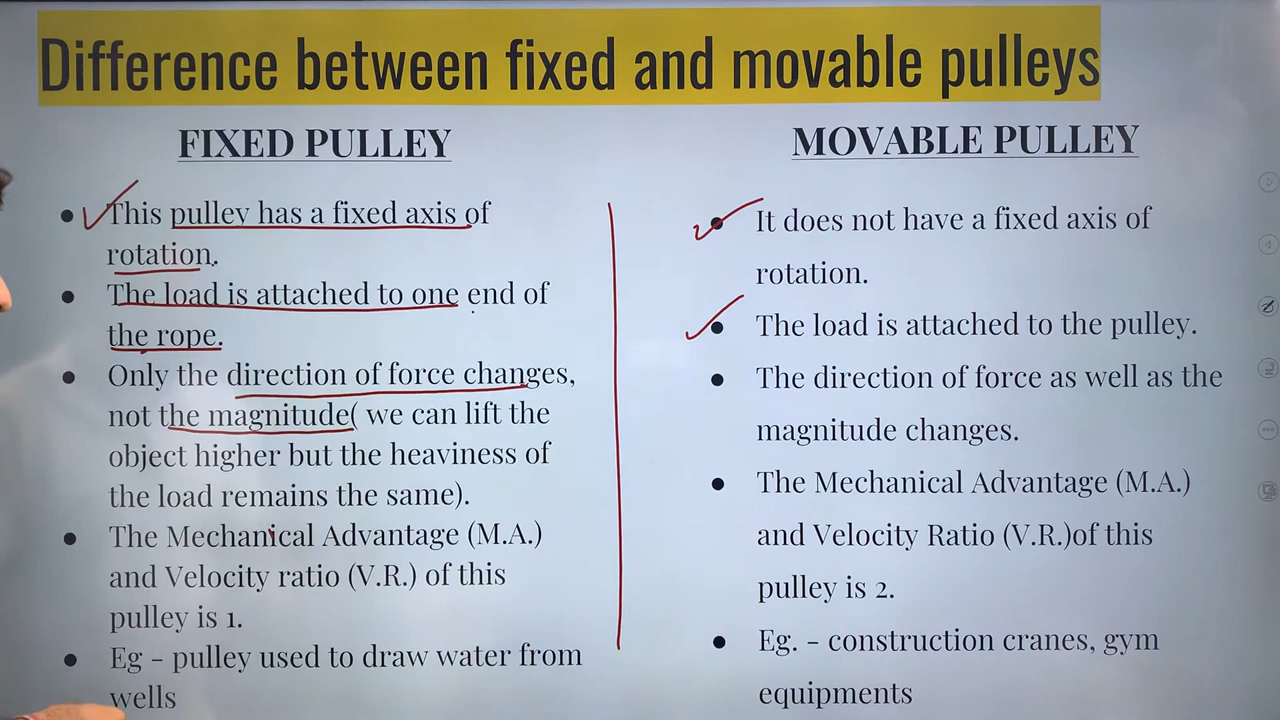 Difference between fixed and movable pulleys
FIXED PULLEY
• This pulley has a fixed axis of
rotation.
• The load is attached to one end of
the rope.
• Only the direction of force changes,
not the magnitude( we can lift the
object higher but the heaviness of
the load remains the same).
• The Mechanical Advantage (M.A.)
and Velocity ratio (V.R.) of this
pulley is 1.
• Eg – pulley used to draw water from
wells
MOVABLE PULLEY
• It does not have a fixed axis of
rotation.
• The load is attached to the pulley.
• The direction of force as well as the
magnitude changes.
• The Mechanical Advantage (M.A.)
and Velocity Ratio (V.R.)of this
pulley is 2.
• Eg. – construction cranes, gym
equipments